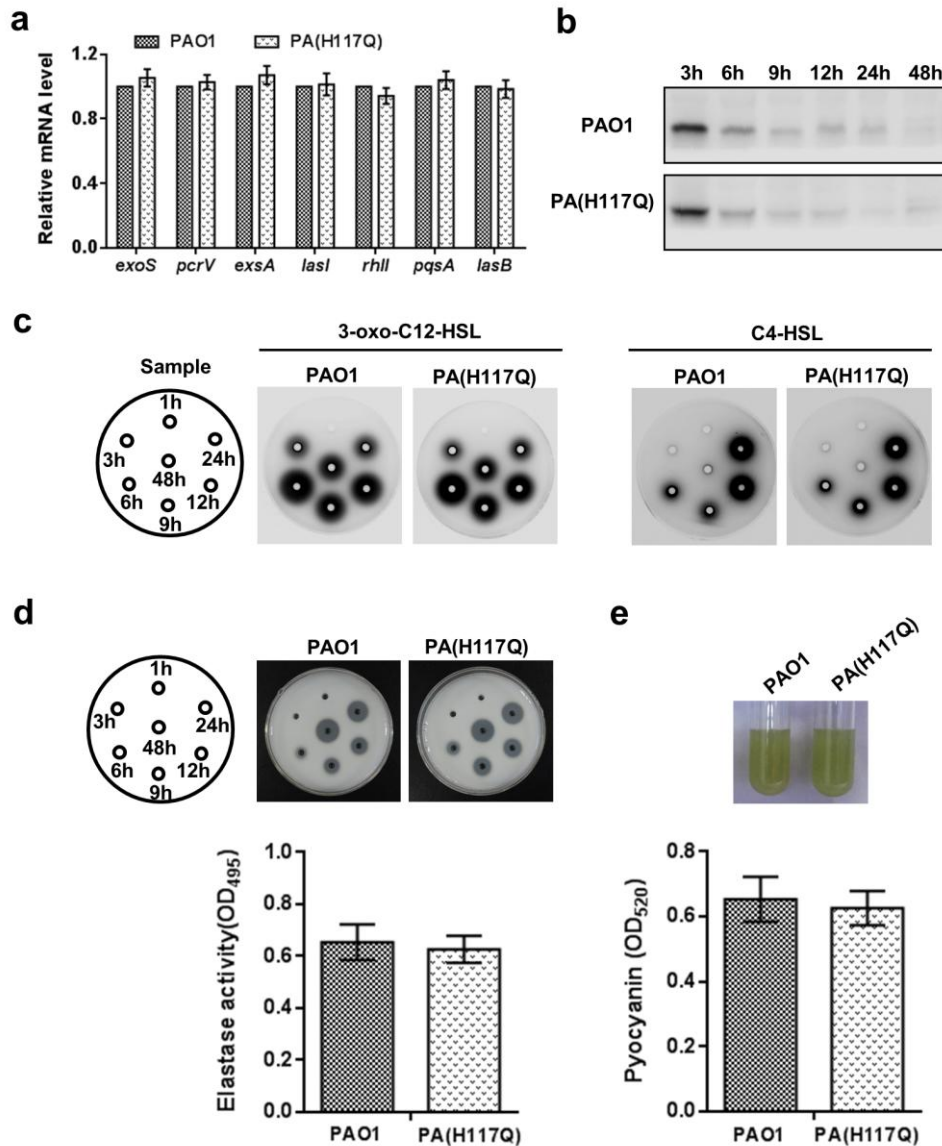 a
PAO1 PA(H117Q)
Relative mRNA level
1.2
0.8
0.4
0.0
exoS pcrV exsA lasI rhlI pqsA lasB
b
3h 6h 9h 12h 24h 48h
PAO1
PA(H117Q)
c
3-oxo-C12-HSL C4-HSL
Sample PAO1 PA(H117Q) PAO1 PA(H117Q)
1h
3h 24h
48h
6h 12h
9h
d
PAO1 PA(H117Q)
1h
3h 24h
48h
6h 12h
9h
Elastase activity(OD495)
1.0
0.8
0.6
0.4
0.2
0.0
PAO1 PA(H117Q)
e
PAO1 PA(H117Q)
Pyocyanin (OD520)
0.8
0.6
0.4
0.2
0.0
PAO1 PA(H117Q)